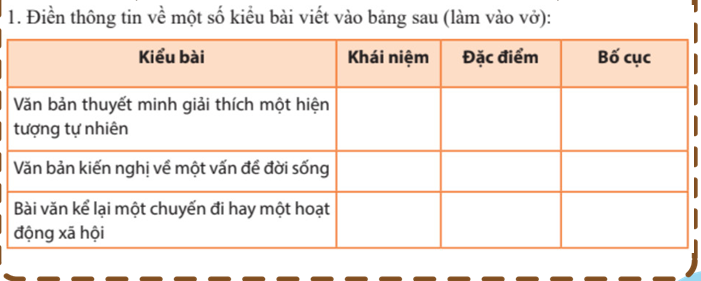 1. Điền thông tin về một số kiểu bài viết vào bảng sau (làm vào vở):
Kiểu bài Khái niệm Đặc điểm Bố cục
Văn bản thuyết minh giải thích một hiện
tượng tự nhiên
Văn bản kiến nghị về một vấn đề đời sống
Bài văn kể lại một chuyến đi hay một hoạt
động xã hội